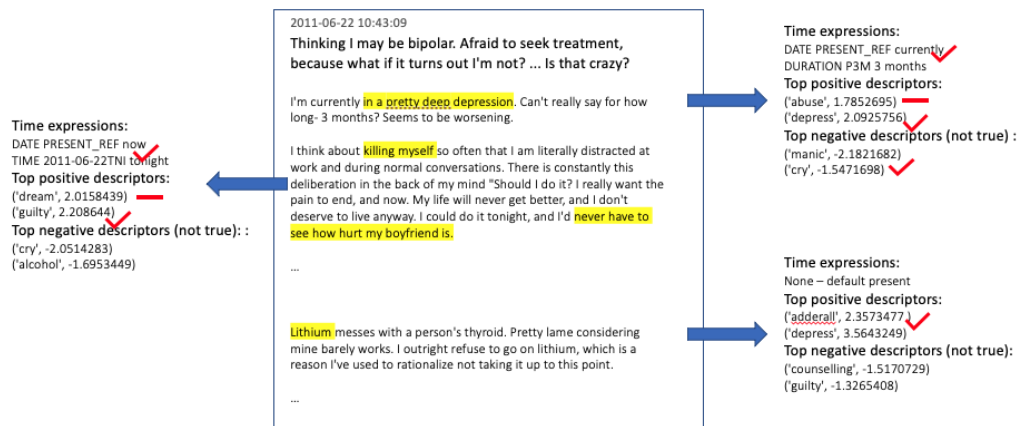 2011-06-22 10:43:09
Thinking I may be bipolar. Afraid to seek treatment,
because what if it turns out I'm not? ... Is that crazy?
I'm currently in a pretty deep depression. Can't really say for how
long- 3 months? Seems to be worsening.
I think about killing myself so often that I am literally distracted at
work and during normal conversations. There is constantly this
deliberation in the back of my mind "Should I do it? I really want the
pain to end, and now. My life will never get better, and I don't
deserve to live anyway. I could do it tonight, and I'd never have to
see how hurt my boyfriend is.
...
Lithium messes with a person's thyroid. Pretty lame considering
mine barely works. I outright refuse to go on lithium, which is a
reason I've used to rationalize not taking it up to this point.
...
Time expressions:
DATE PRESENT_REF now
TIME 2011-06-22TNI tonight
Top positive descriptors:
('dream', 2.0158439)
('guilty', 2.208644)
Top negative descriptors (not true): :
('cry', -2.0514283)
('alcohol', -1.6953449)
Time expressions:
DATE PRESENT_REF currently
DURATION P3M 3 months
Top positive descriptors:
('abuse', 1.7852695)
('depress', 2.0925756)
Top negative descriptors (not true):
('manic', -2.1821682)
('cry', -1.5471698)
Time expressions:
None – default present
Top positive descriptors:
('adderall', 2.3573477)
('depress', 3.5643249)
Top negative descriptors (not true) :
('counselling', -1.5170729)
('guilty', -1.3265408)